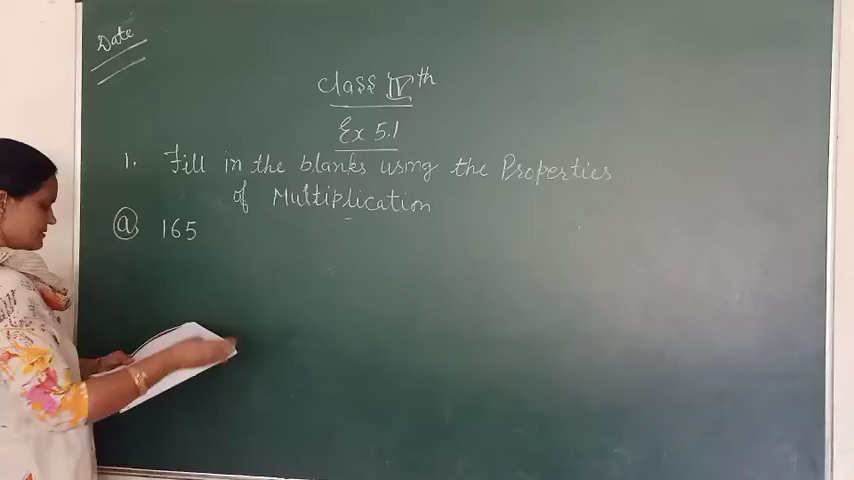 Date
Class IVth
Ex 5.1
1. Fill in the blanks using the Properties
of Multiplication
(a) 165